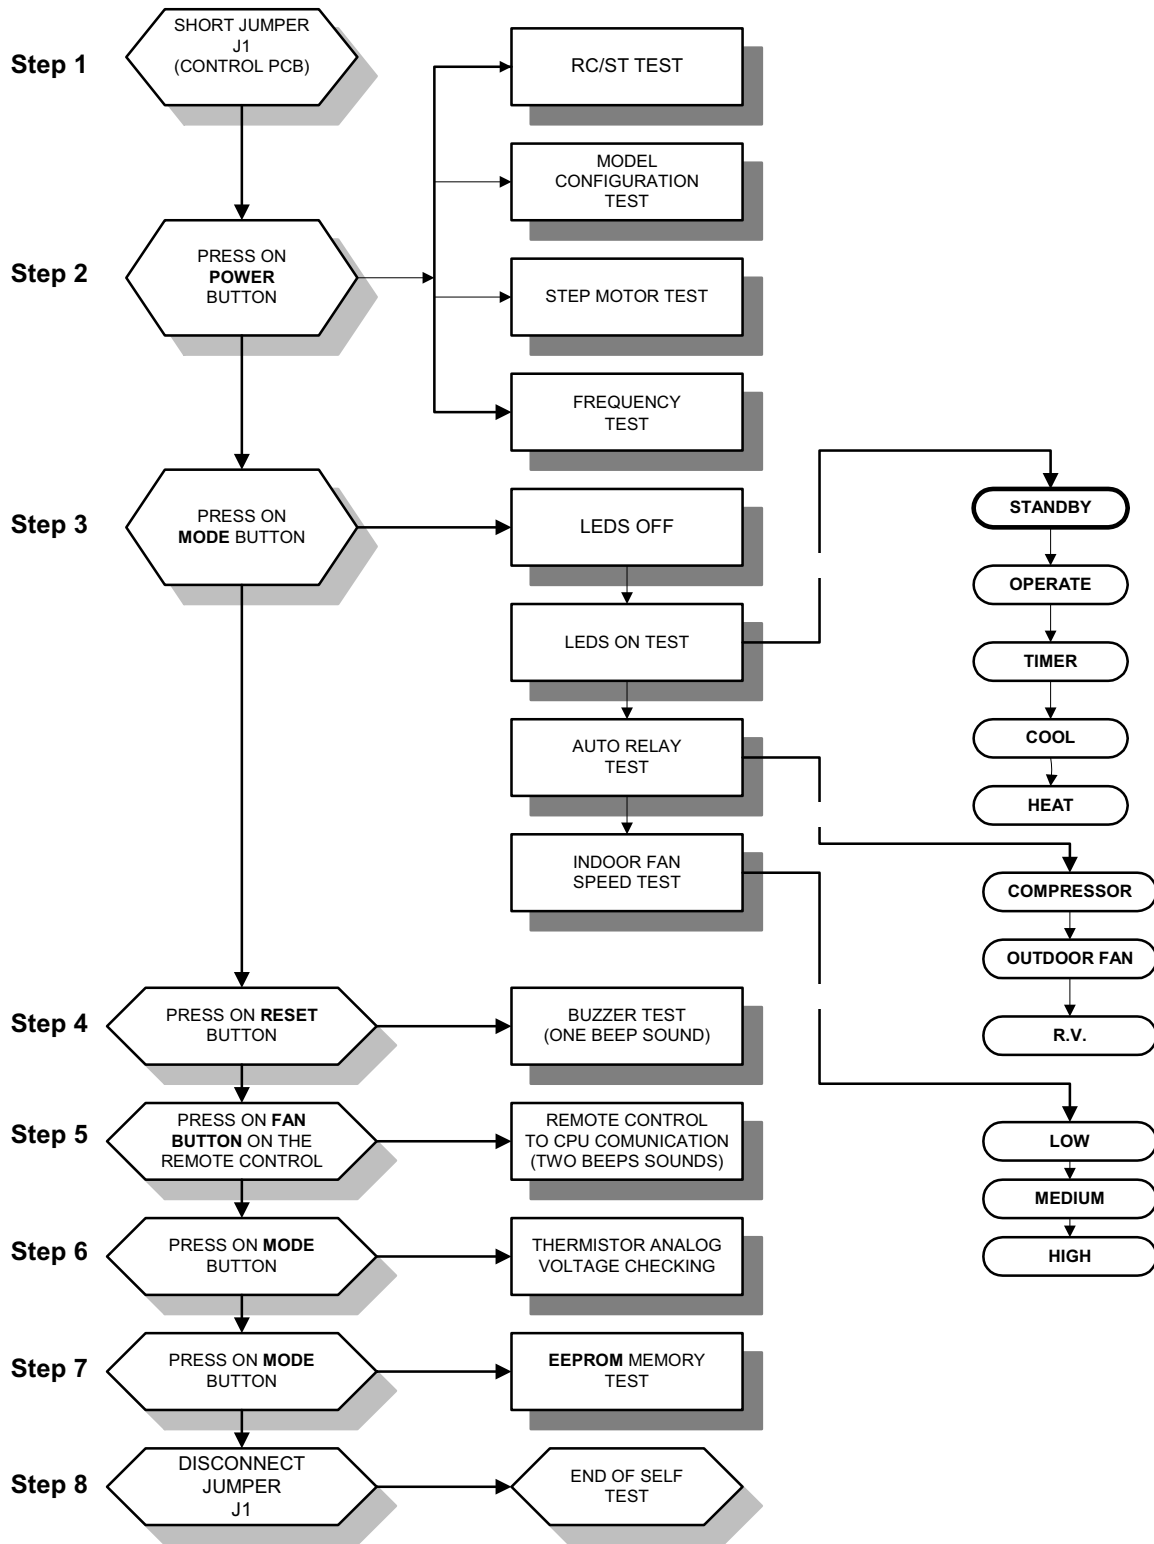 Step 1
SHORT JUMPER
J1
(CONTROL PCB)
RC/ST TEST
MODEL
CONFIGURATION
TEST
Step 2
PRESS ON
POWER
BUTTON
STEP MOTOR TEST
FREQUENCY
TEST
Step 3
PRESS ON
MODE BUTTON
LEDS OFF
LEDS ON TEST
AUTO RELAY
TEST
INDOOR FAN
SPEED TEST
STANDBY
OPERATE
TIMER
COOL
HEAT
COMPRESSOR
OUTDOOR FAN
R.V.
LOW
MEDIUM
HIGH
Step 4
PRESS ON RESET
BUTTON
BUZZER TEST
(ONE BEEP SOUND)
Step 5
PRESS ON FAN
BUTTON ON THE
REMOTE CONTROL
REMOTE CONTROL
TO CPU COMUNICATION
(TWO BEEPS SOUNDS)
Step 6
PRESS ON MODE
BUTTON
THERMISTOR ANALOG
VOLTAGE CHECKING
Step 7
PRESS ON MODE
BUTTON
EEPROM MEMORY
TEST
Step 8
DISCONNECT
JUMPER
J1
END OF SELF
TEST